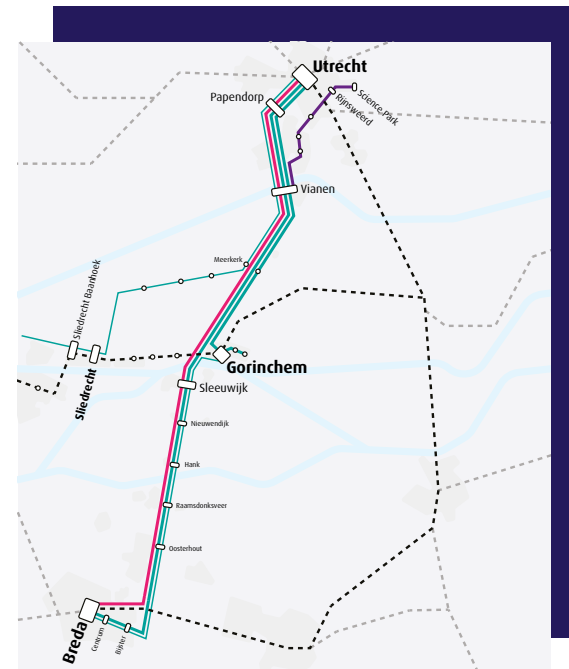 Utrecht
Papendorp
Science Park
Rijnsweerd
Vianen
Meerkerk
Sliedrecht Baanhoek
Gorinchem
Sliedrecht
Sleeuwijk
Nieuwendijk
Hank
Raamsdonksveer
Oosterhout
Breda
Centrum
Bijster